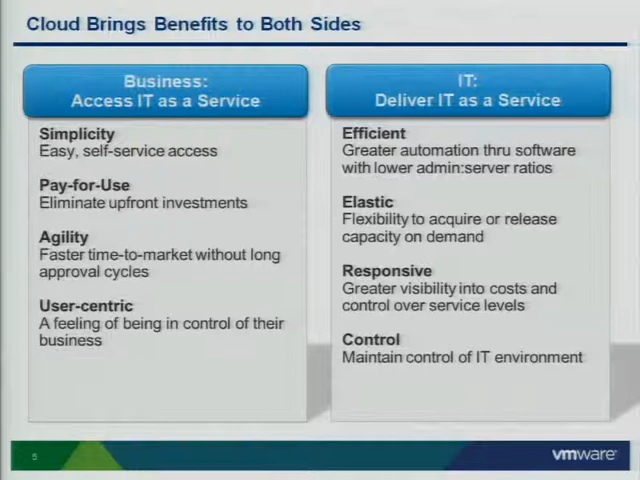 Cloud Brings Benefits to Both Sides
Business:
Access IT as a Service
Simplicity
Easy, self-service access
Pay-for-Use
Eliminate upfront investments
Agility
Faster time-to-market without long
approval cycles
User-centric
A feeling of being in control of their
business
IT:
Deliver IT as a Service
Efficient
Greater automation thru software
with lower admin:server ratios
Elastic
Flexibility to acquire or release
capacity on demand
Responsive
Greater visibility into costs and
control over service levels
Control
Maintain control of IT environment
5
vmware